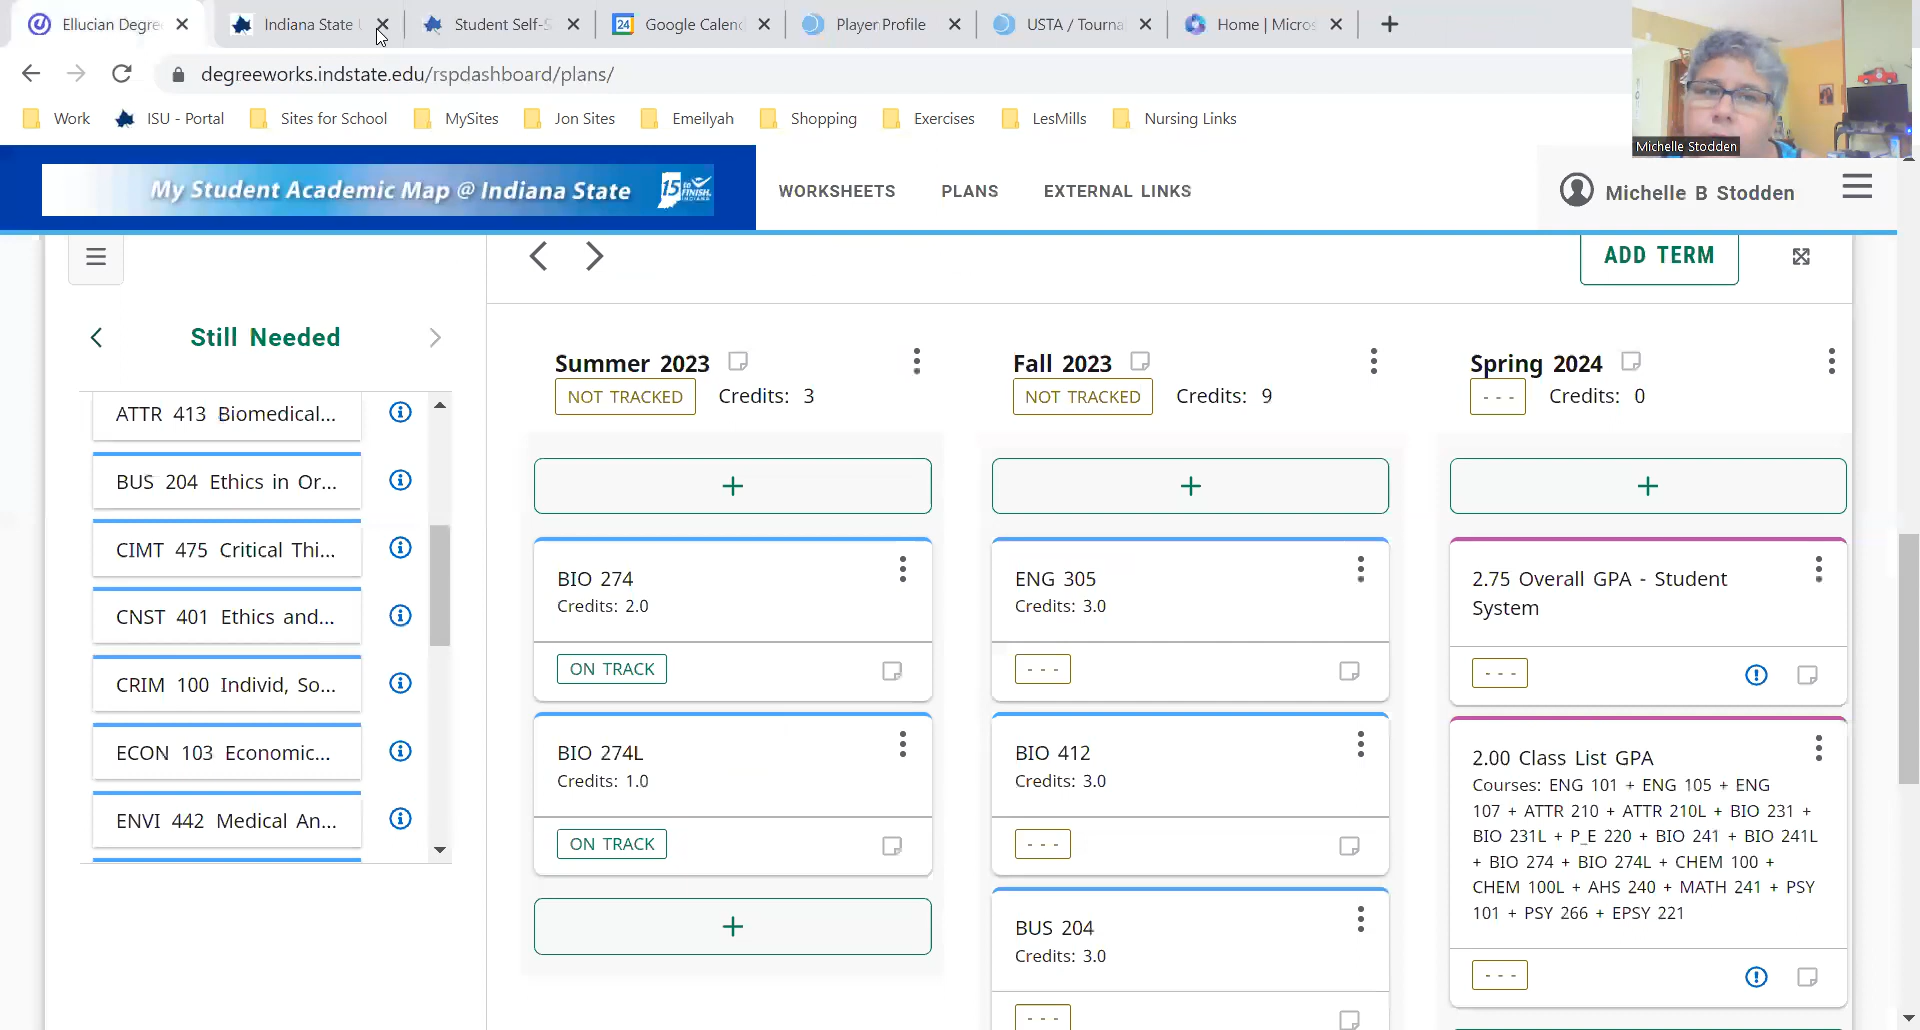 Ellucian Degre
Indiana State U
Student Self-S
24
Google Calend
Player Profile
USTA / Tourna
Home | Micros
degreeworks.indstate.edu/rspdashboard/plans/
Work
ISU - Portal
Sites for School
MySites
Jon Sites
Emeilyah
Shopping
Exercises
LesMills
Nursing Links
Michelle Stodden
My Student Academic Map @ Indiana State
15 to FINISH INDIANA
WORKSHEETS
PLANS
EXTERNAL LINKS
Michelle B Stodden
ADD TERM
Still Needed
ATTR 413 Biomedical...
BUS 204 Ethics in Or...
CIMT 475 Critical Thi...
CNST 401 Ethics and...
CRIM 100 Individ, So...
ECON 103 Economic...
ENVI 442 Medical An...
Summer 2023
NOT TRACKED
Credits: 3
+
BIO 274
Credits: 2.0
ON TRACK
BIO 274L
Credits: 1.0
ON TRACK
+
Fall 2023
NOT TRACKED
Credits: 9
+
ENG 305
Credits: 3.0
- - -
BIO 412
Credits: 3.0
- - -
BUS 204
Credits: 3.0
- - -
Spring 2024
- - -
Credits: 0
+
2.75 Overall GPA - Student
System
- - -
2.00 Class List GPA
Courses: ENG 101 + ENG 105 + ENG
107 + ATTR 210 + ATTR 210L + BIO 231 +
BIO 231L + P_E 220 + BIO 241 + BIO 241L
+ BIO 274 + BIO 274L + CHEM 100 +
CHEM 100L + AHS 240 + MATH 241 + PSY
101 + PSY 266 + EPSY 221
- - -